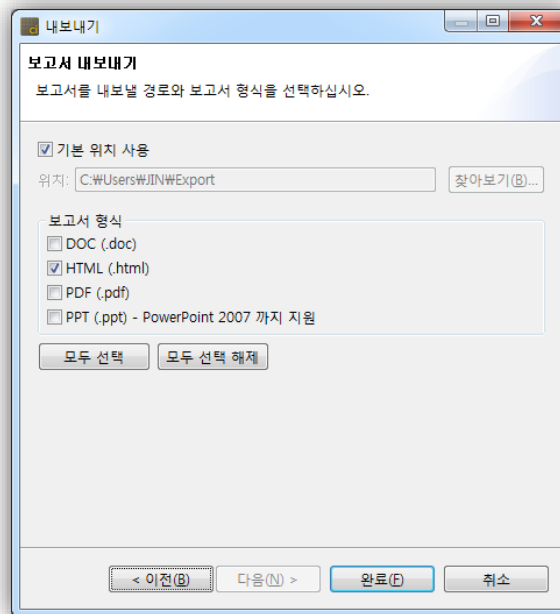 내보내기
보고서 내보내기
보고서를 내보낼 경로와 보고서 형식을 선택하십시오.
기본 위치 사용
위치: C:₩Users₩JIN₩Export 찾아보기(B)...
보고서 형식
DOC (.doc)
HTML (.html)
PDF (.pdf)
PPT (.ppt) - PowerPoint 2007 까지 지원
모두 선택 모두 선택 해제
< 이전(B) 다음(N) > 완료(F) 취소